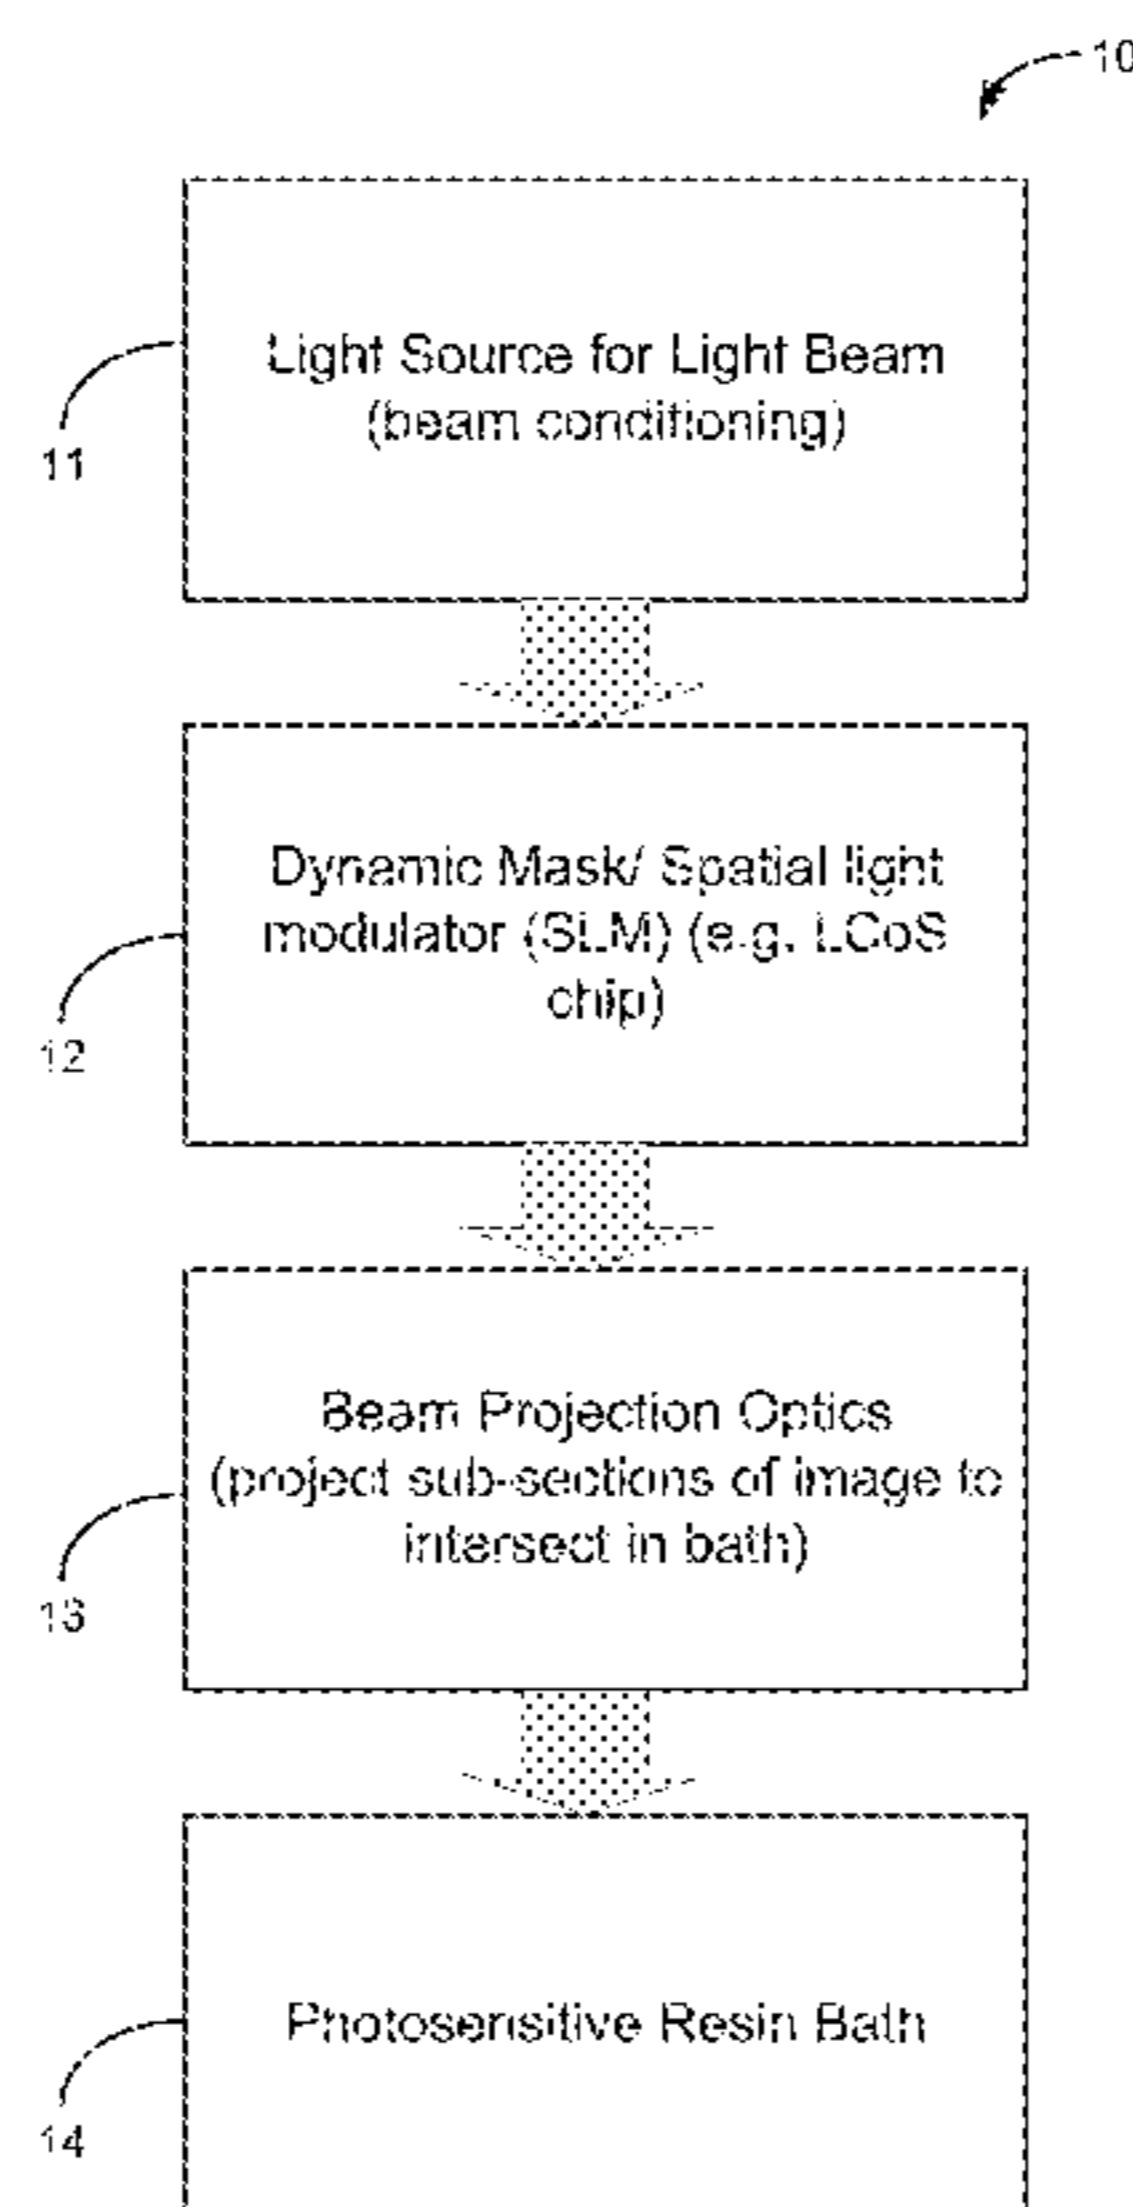 10
Light Source for Light Beam
(beam conditioning)
11
Dynamic Mask/ Spatial light
modulator (SLM) (e.g. LCoS
chip)
12
Beam Projection Optics
(project sub-sections of image to
intersect in bath)
13
Photosensitive Resin Bath
14